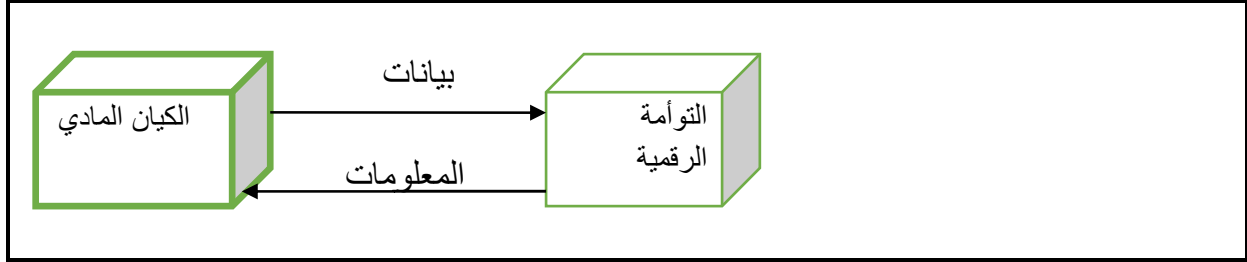 بيانات
الكيان المادي
التوأمة
الرقمية
المعلومات